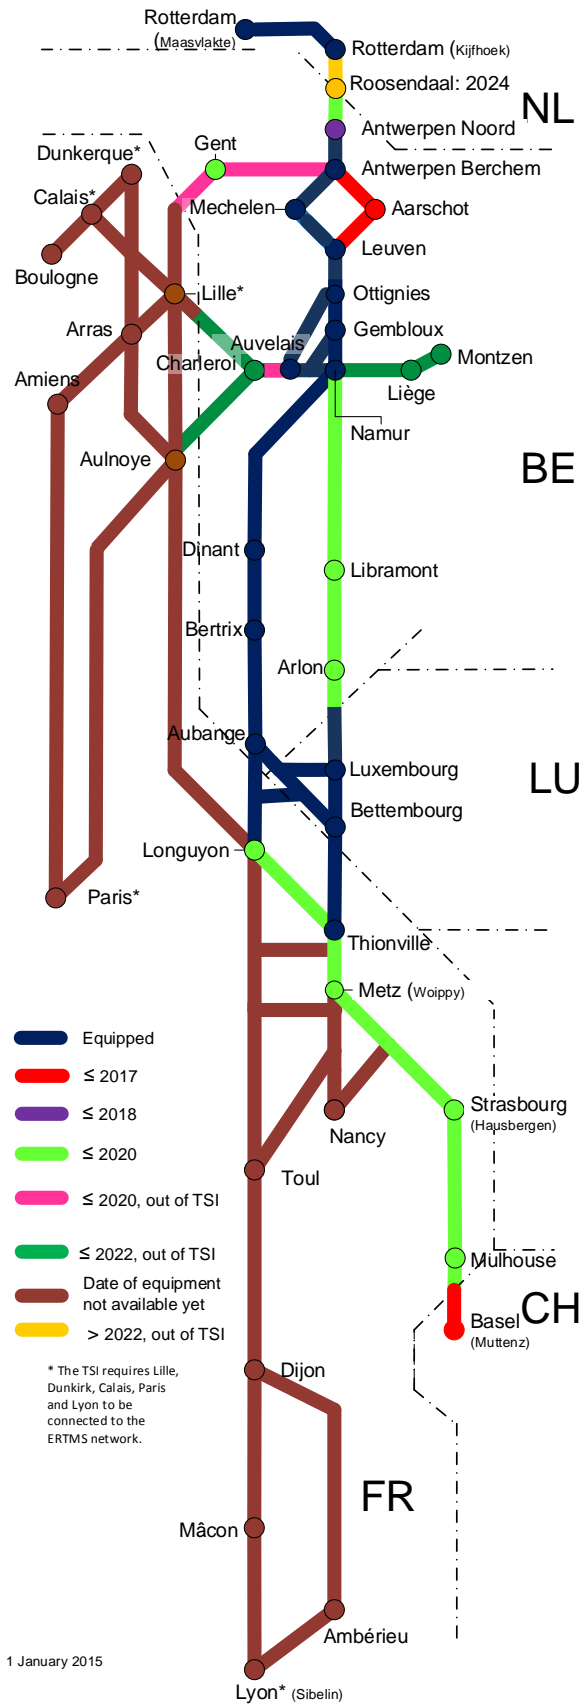 Rotterdam
(Maasvlakte)
Rotterdam (Kijfhoek)
Roosendaal: 2024
NL
Antwerpen Noord
Gent
Dunkerque*
Antwerpen Berchem
Calais*
Mechelen
Aarschot
Leuven
Boulogne
Lille*
Ottignies
Arras
Auvelais
Gembloux
Charleroi
Montzen
Amiens
Liège
Namur
Aulnoye
BE
Dinant
Libramont
Bertrix
Arlon
Aubange
Luxembourg
LU
Bettembourg
Longuyon
Paris*
Thionville
Metz (Woippy)
Equipped
≤ 2017
≤ 2018
Strasbourg
(Hausbergen)
Nancy
≤ 2020
Toul
≤ 2020, out of TSI
≤ 2022, out of TSI
Mulhouse
Date of equipment
not available yet
CH
Basel
(Muttenz)
> 2022, out of TSI
* The TSI requires Lille,
Dunkirk, Calais, Paris
and Lyon to be
connected to the
ERTMS network.
Dijon
FR
Mâcon
Ambérieu
1 January 2015
Lyon* (Sibelin)